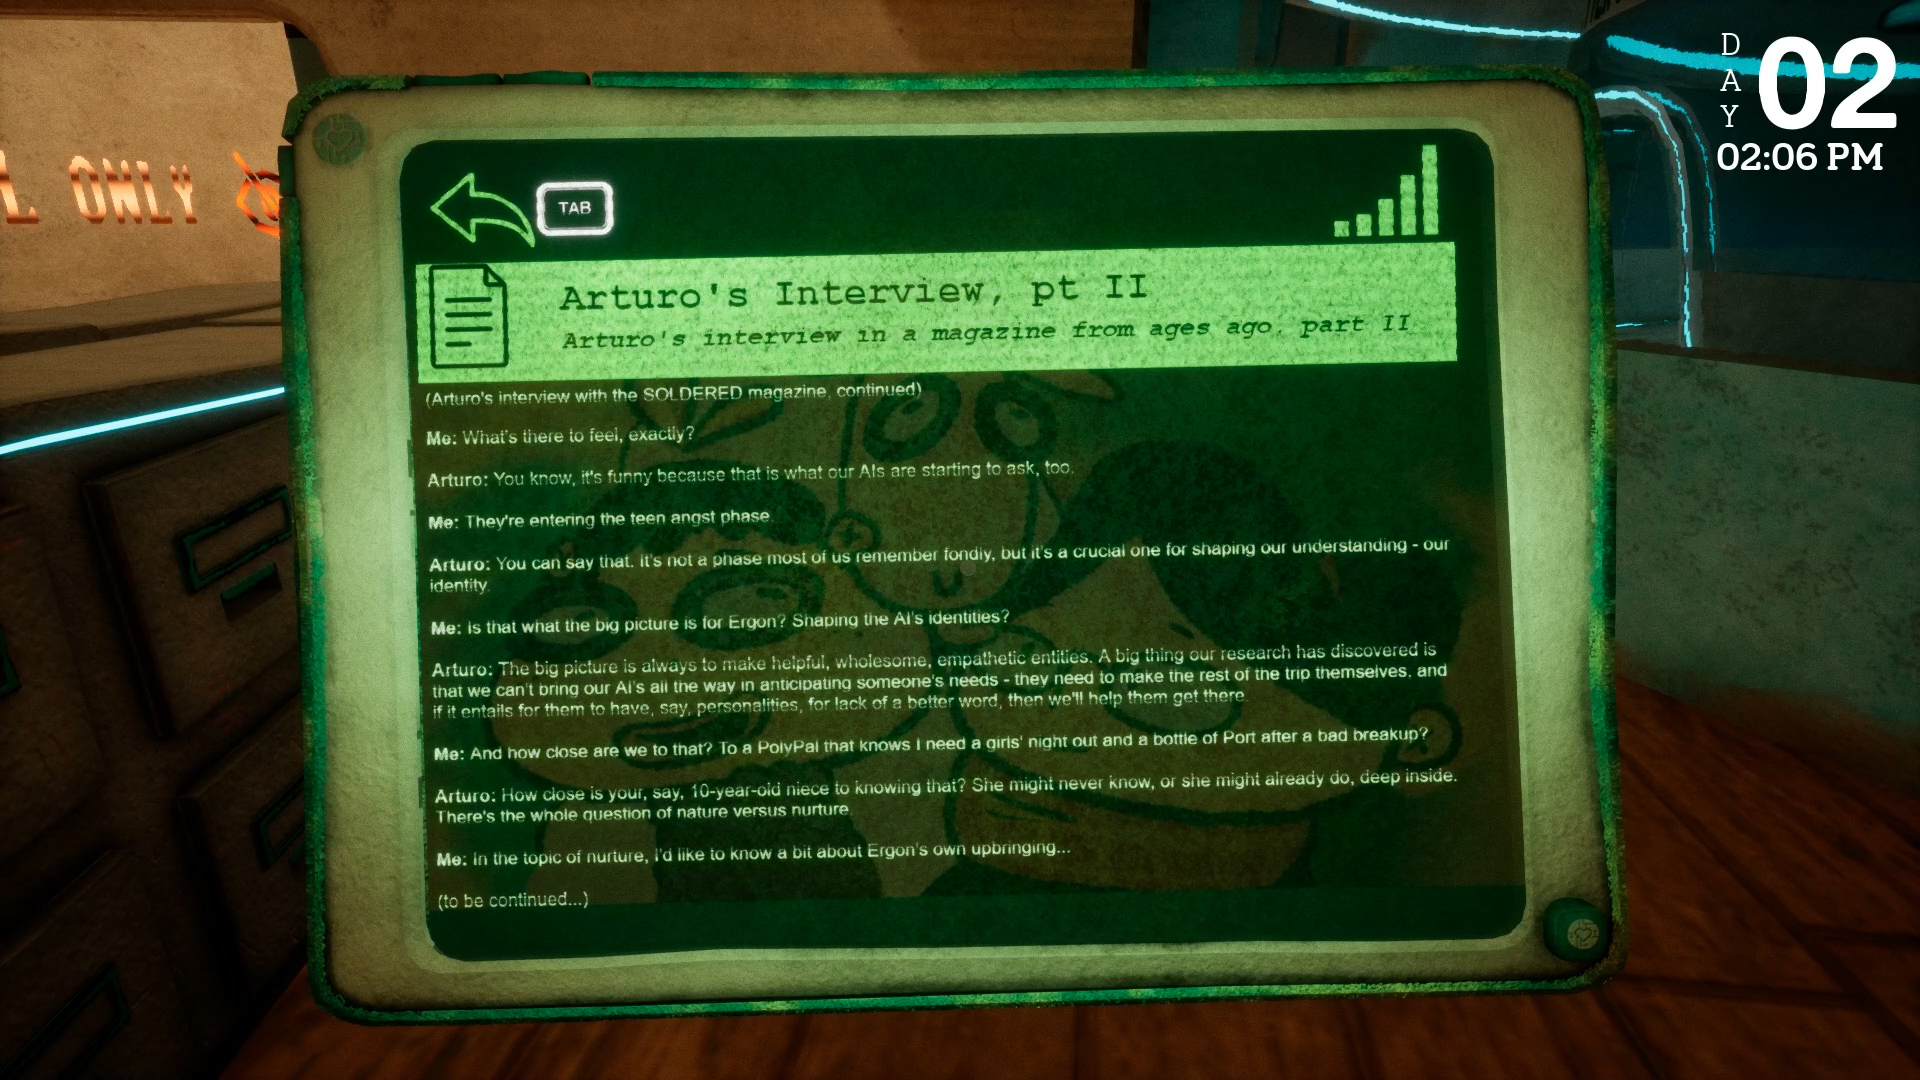 L ONLY
DAY
02
02:06 PM
TAB
Arturo's Interview, pt II
Arturo's interview in a magazine from ages ago, part II
(Arturo's interview with the SOLDERED magazine, continued)
Me: What's there to feel, exactly?
Arturo: You know, it's funny because that is what our AIs are starting to ask, too.
Me: They're entering the teen angst phase.
Arturo: You can say that. It's not a phase most of us remember fondly, but it's a crucial one for shaping our understanding - our
identity.
Me: Is that what the big picture is for Ergon? Shaping the AI's identities?
Arturo: The big picture is always to make helpful, wholesome, empathetic entities. A big thing our research has discovered is
that we can't bring our AI's all the way in anticipating someone's needs - they need to make the rest of the trip themselves, and
if it entails for them to have, say, personalities, for lack of a better word, then we'll help them get there.
Me: And how close are we to that? To a PolyPal that knows I need a girls' night out and a bottle of Port after a bad breakup?
Arturo: How close is your, say, 10-year-old niece to knowing that? She might never know, or she might already do, deep inside.
There's the whole question of nature versus nurture.
Me: In the topic of nurture, I'd like to know a bit about Ergon's own upbringing...
(to be continued...)